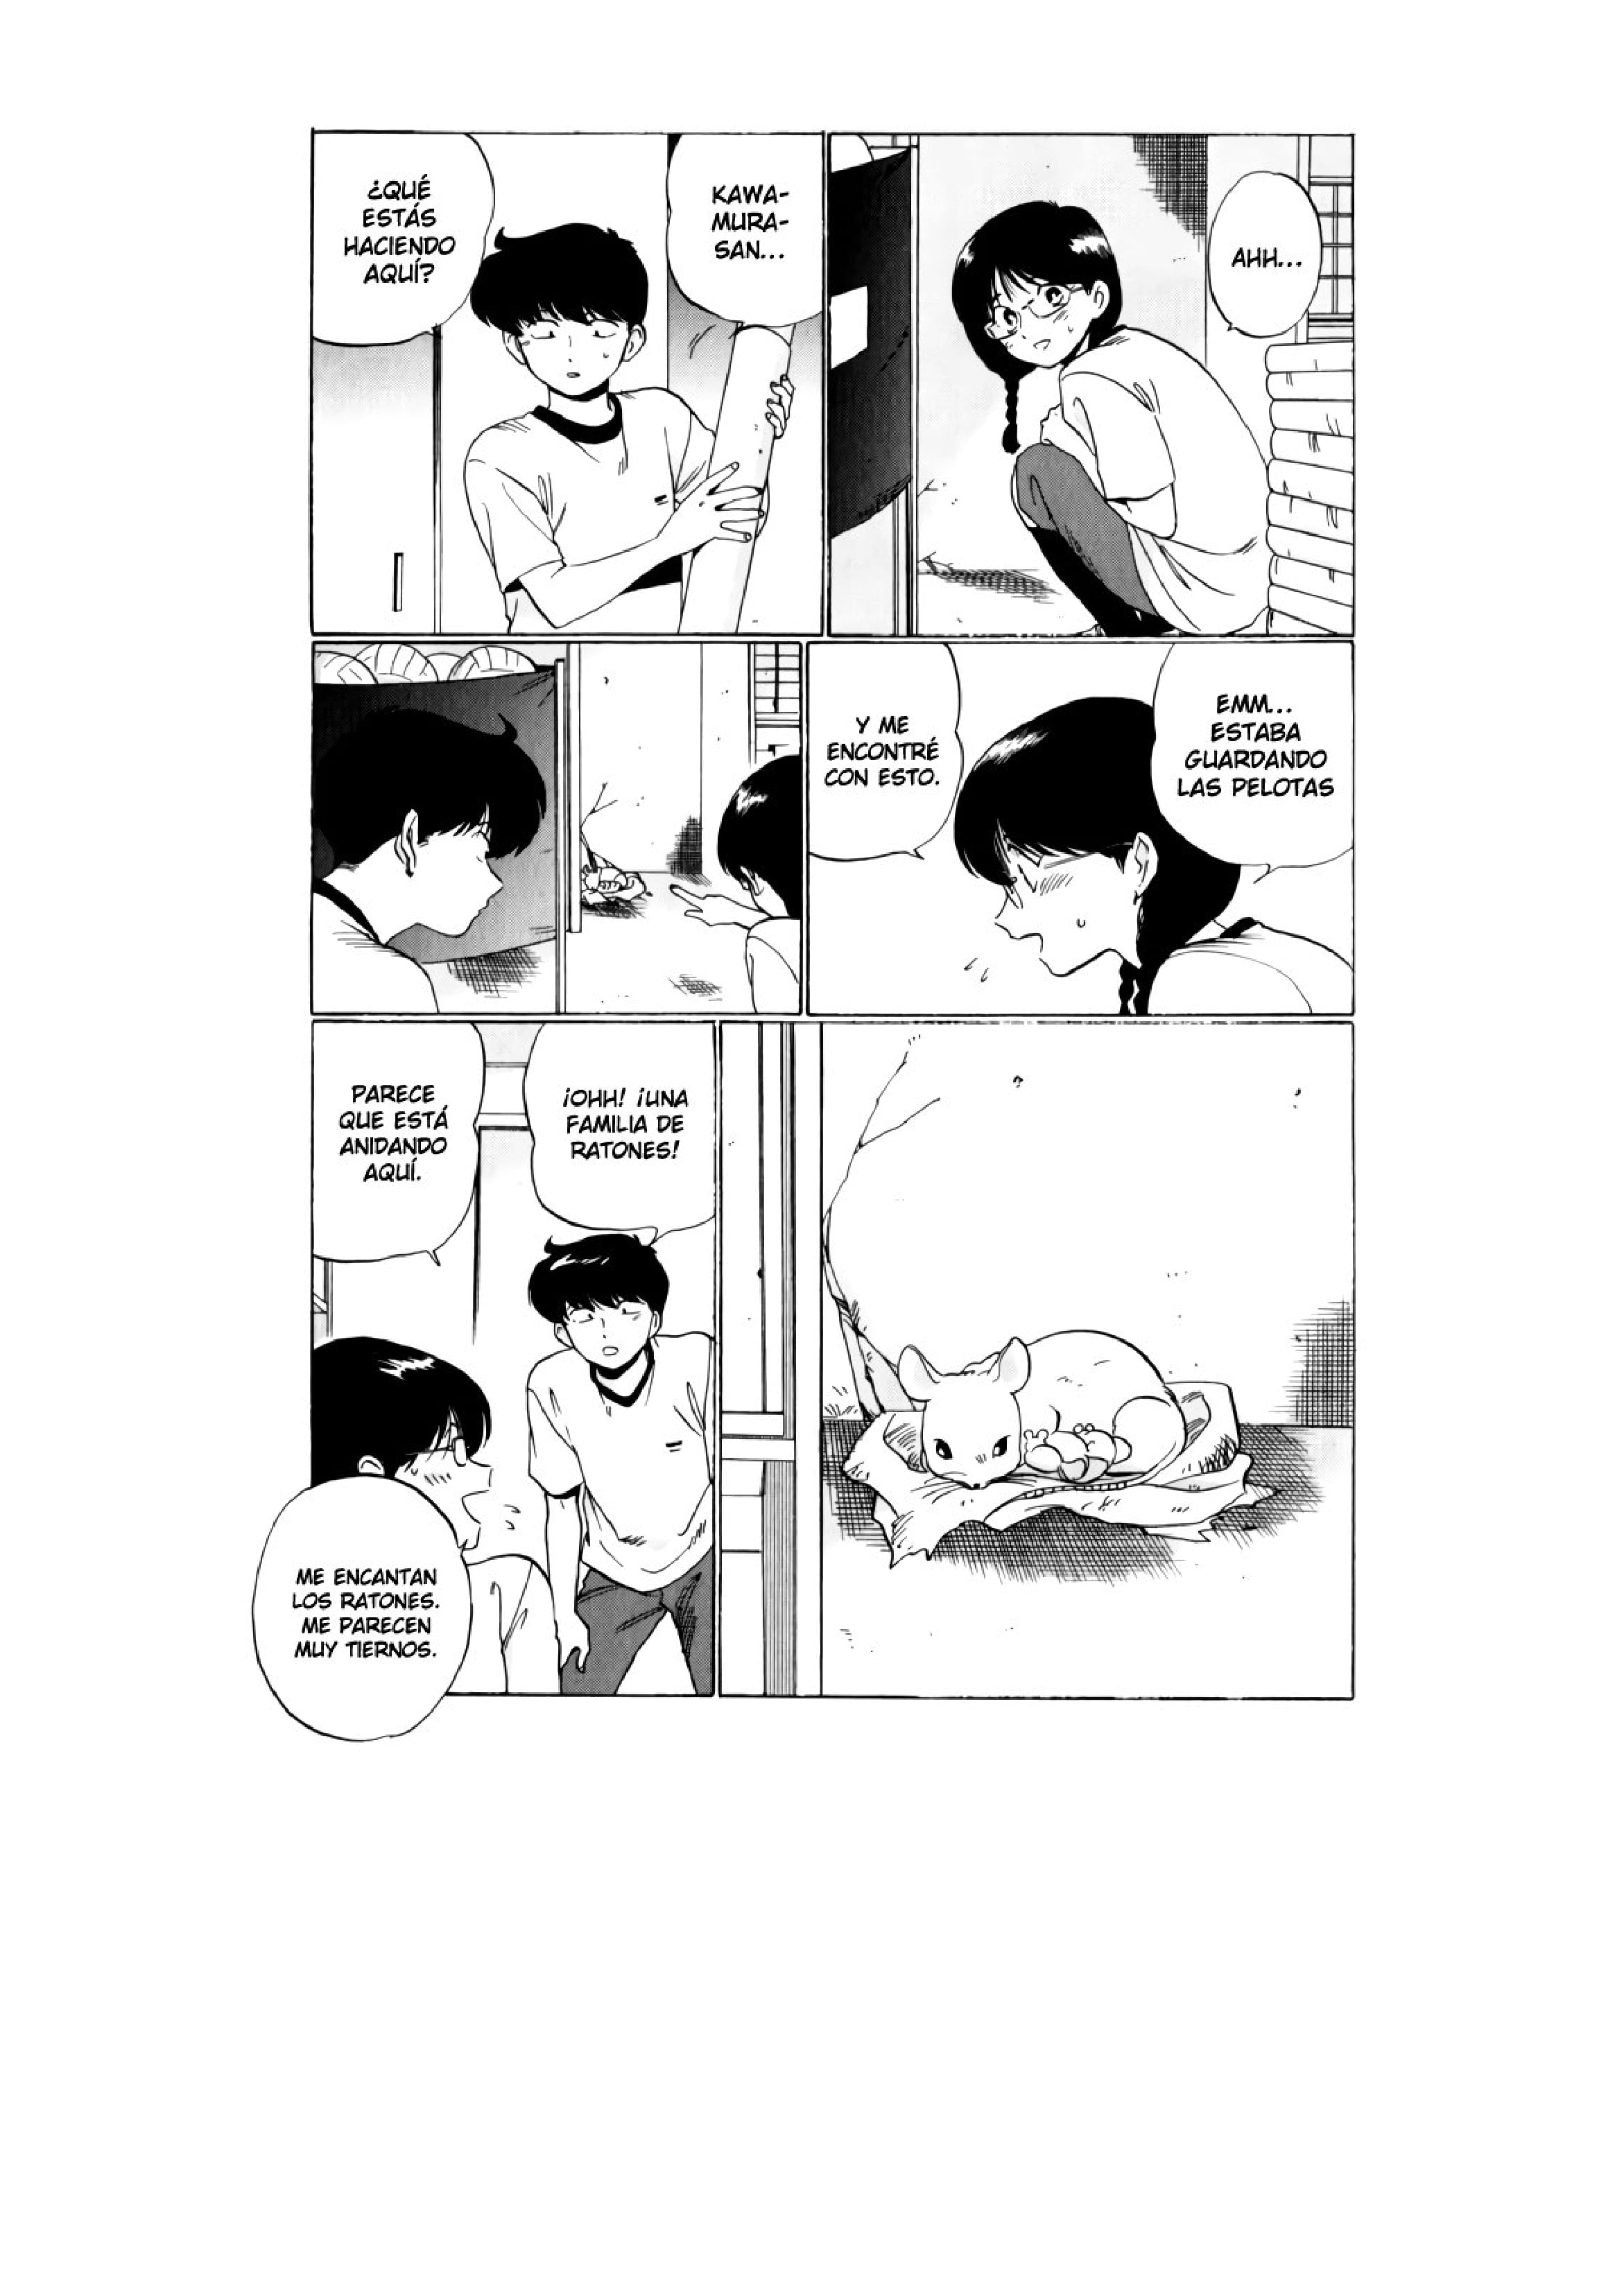 AHH...
KAWA-
MURA-
SAN...
¿QUÉ
ESTÁS
HACIENDO
AQUÍ?
EMM...
ESTABA
GUARDANDO
LAS PELOTAS
Y ME
ENCONTRÉ
CON ESTO.
¡OHH! ¡UNA
FAMILIA DE
RATONES!
PARECE
QUE ESTÁ
ANIDANDO
AQUÍ.
ME ENCANTAN
LOS RATONES.
ME PARECEN
MUY TIERNOS.